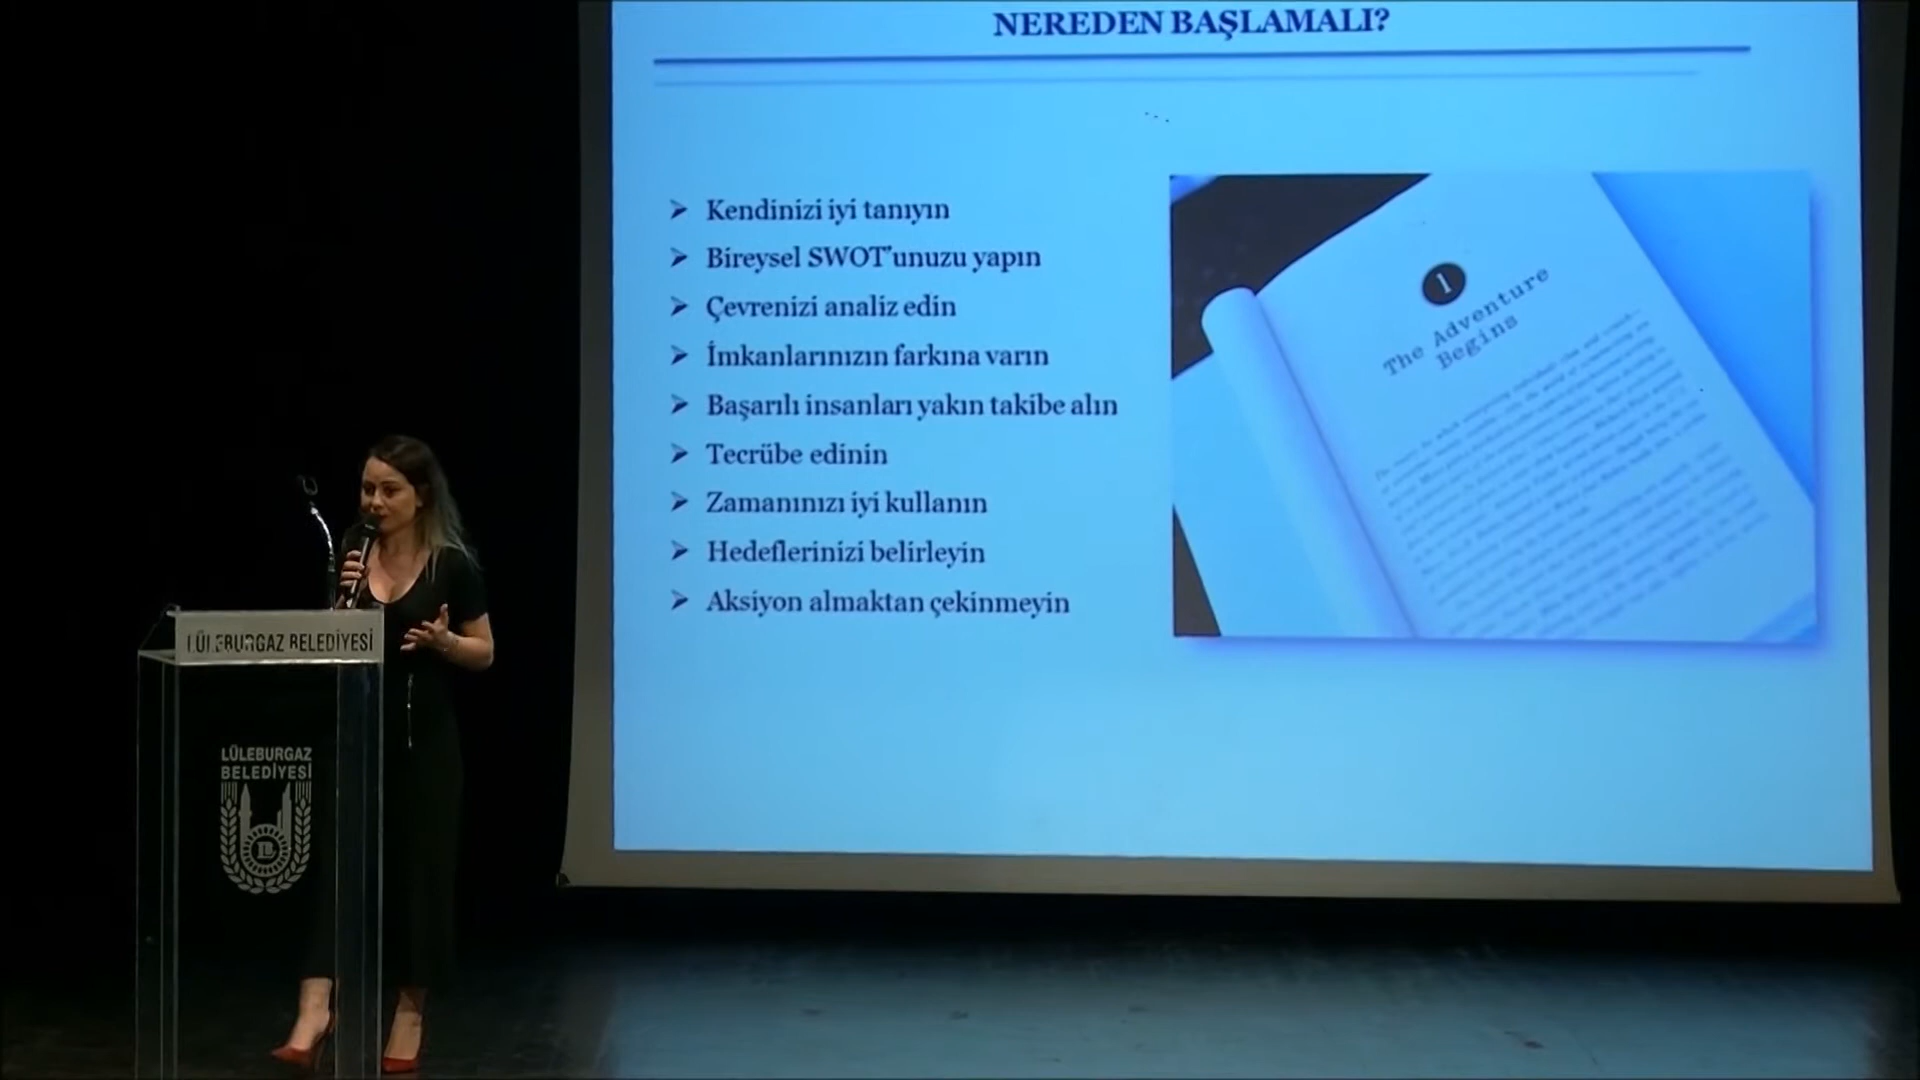 NEREDEN BAŞLAMALI?
Kendinizi iyi tanıyın
Bireysel SWOT'unuzu yapın
Çevrenizi analiz edin
İmkanlarınızın farkına varın
Başarılı insanları yakın takibe alın
Tecrübe edinin
Zamanınızı iyi kullanın
Hedeflerinizi belirleyin
Aksiyon almaktan çekinmeyin
1
The Adventure
Begins
LÜLEBURGAZ BELEDİYESİ
LÜLEBURGAZ
BELEDİYESİ